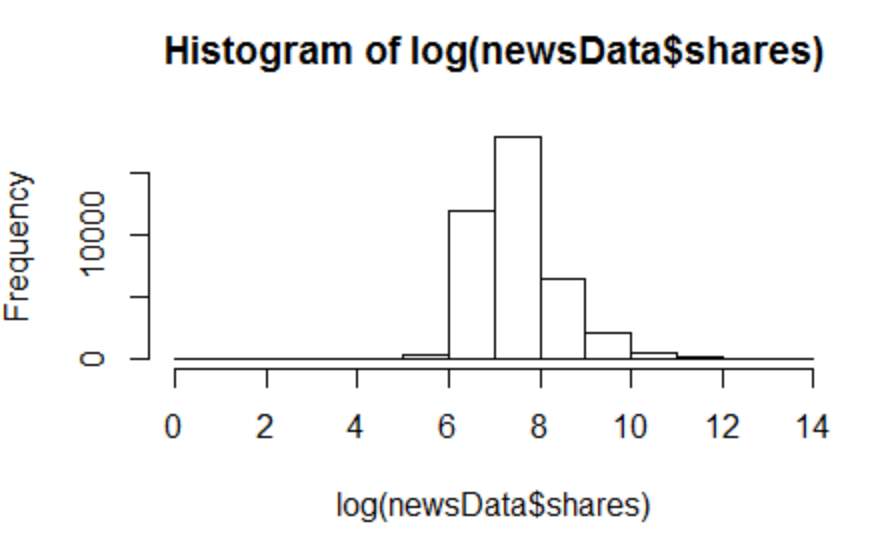 Histogram of log(newsData$shares)
Frequency
10000
0
0 2 4 6 8 10 12 14
log(newsData$shares)